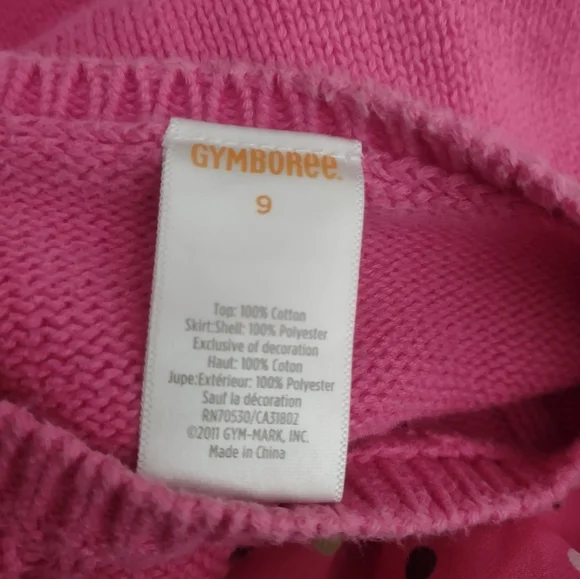 GYMBOREE.
9
Top: 100% Cotton
Skirt:Shell: 100% Polyester
Exclusive of decoration
Haut: 100% Coton
Jupe:Extérieur: 100% Polyester
Sauf la décoration
RN70530/CA31802
©2011 GYM-MARK, INC.
Made in China